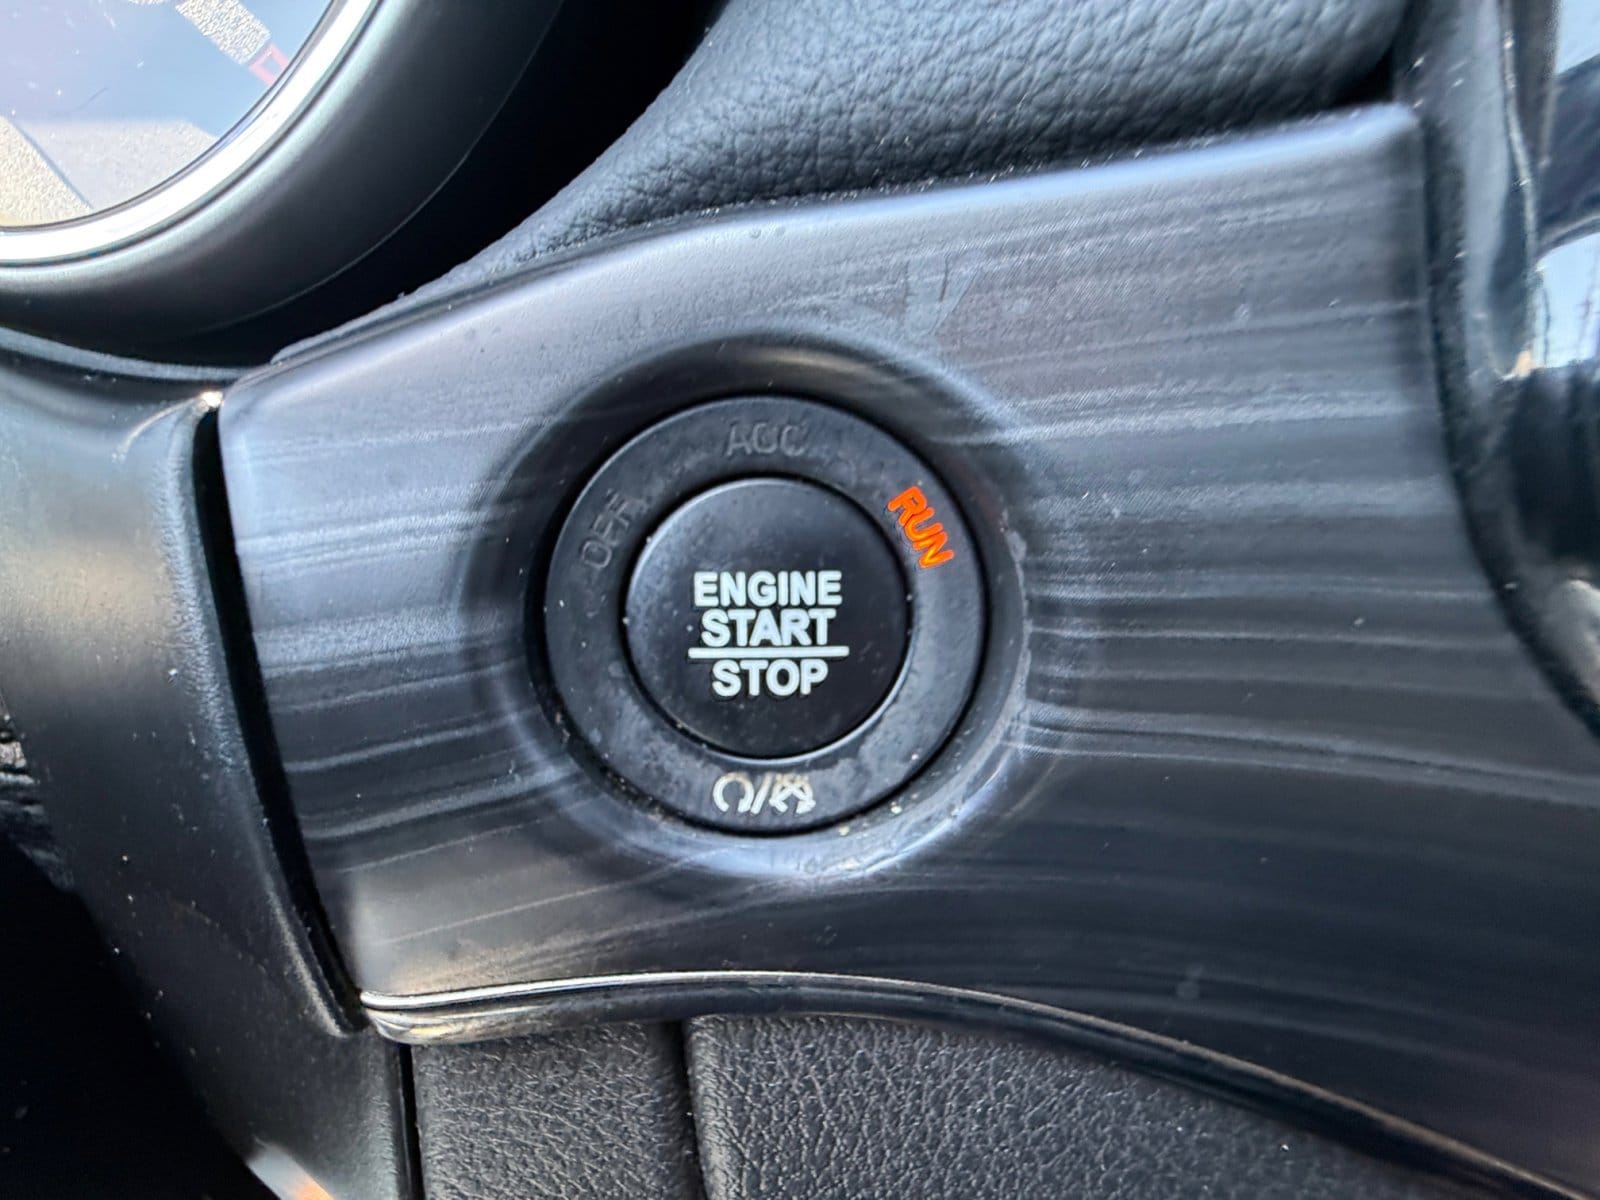 ACC
OFF
RUN
ENGINE
START
STOP